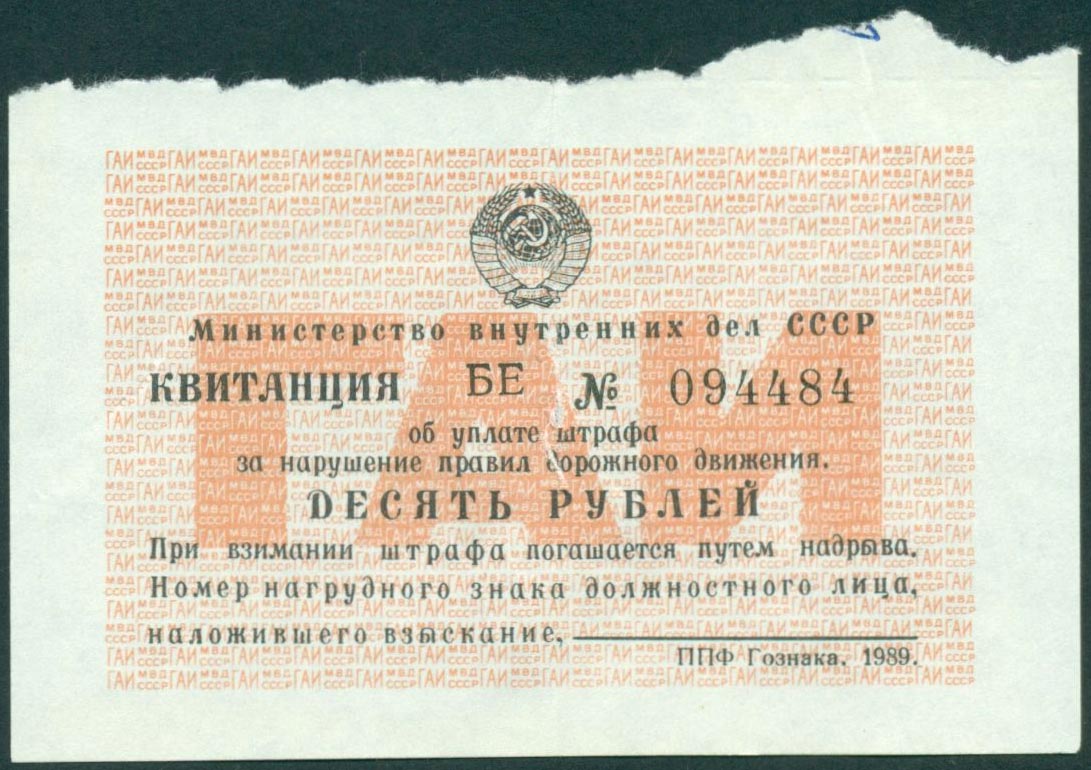 Министерство внутренних дел СССР
КВИТАНЦИЯ БЕ № 094484
об уплате штрафа
за нарушение правил дорожного движения.
ДЕСЯТЬ РУБЛЕЙ
При взимании штрафа погашается путем надрыва.
Номер нагрудного знака должностного лица,
наложившего взыскание,
ППФ Гознака. 1989.
ГАИ